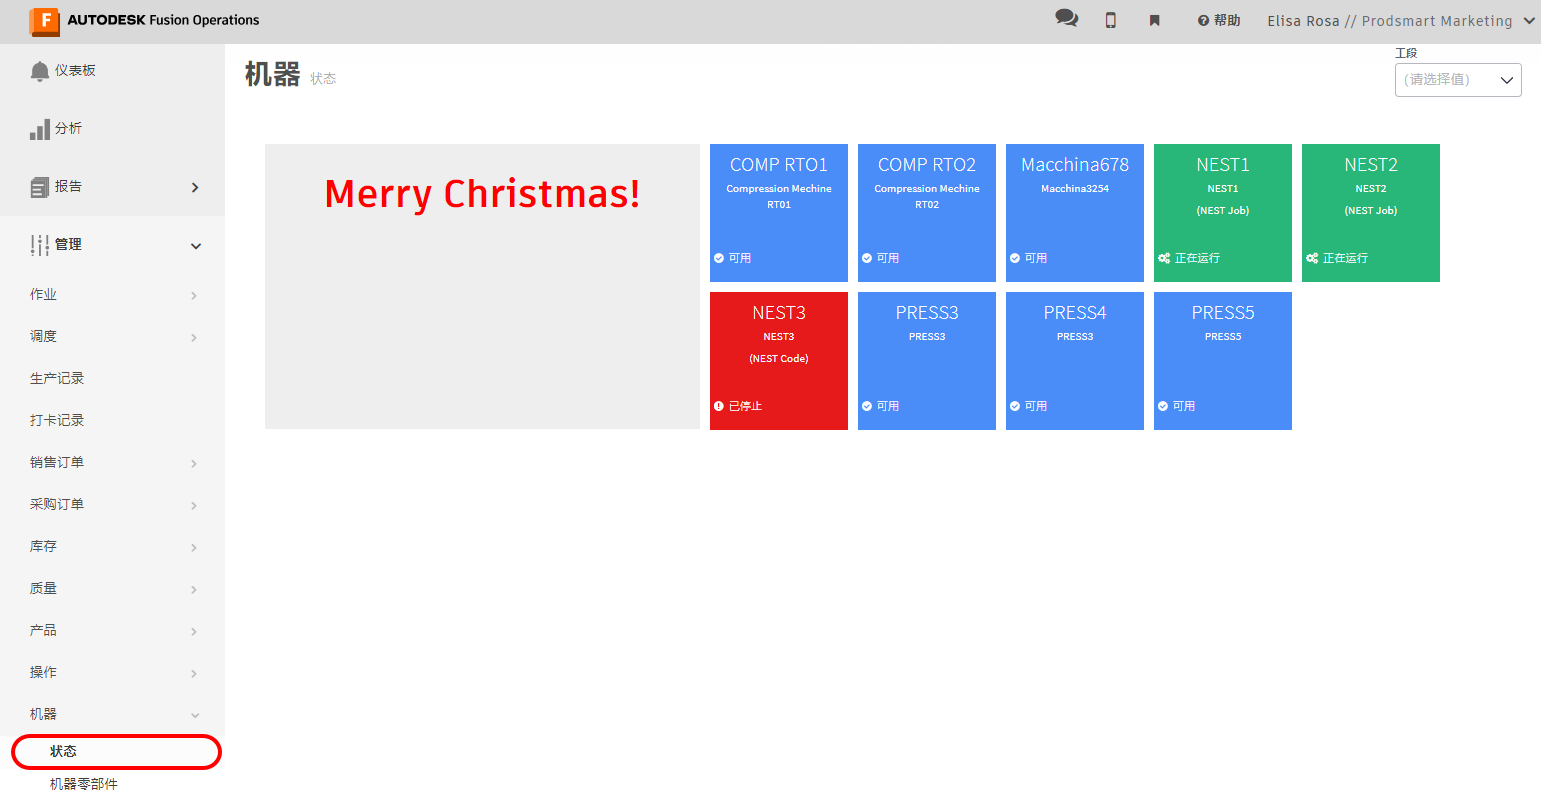 AUTODESK Fusion Operations
帮助
Elisa Rosa // Prodsmart Marketing
仪表板
分析
报告
管理
作业
调度
生产记录
打卡记录
销售订单
采购订单
库存
质量
产品
操作
机器
状态
机器零部件
机器 状态
工段
(请选择值)
Merry Christmas!
COMP RTO1
Compression Mechine
RT01
可用
COMP RTO2
Compression Mechine
RT02
可用
Macchina678
Macchina3254
可用
NEST1
NEST1
(NEST Job)
正在运行
NEST2
NEST2
(NEST Job)
正在运行
NEST3
NEST3
(NEST Code)
已停止
PRESS3
PRESS3
可用
PRESS4
PRESS3
可用
PRESS5
PRESS5
可用